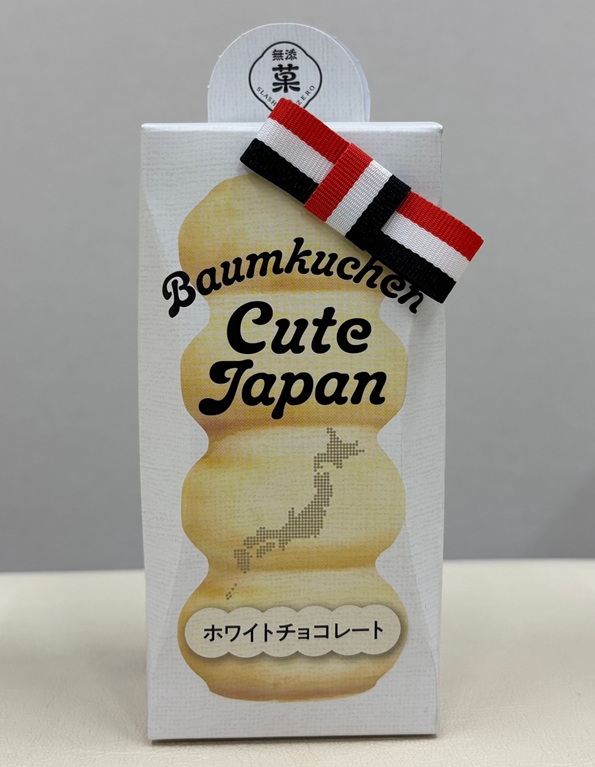 無添
菓
Baumkuchen
Cute
Japan
ホワイトチョコレート